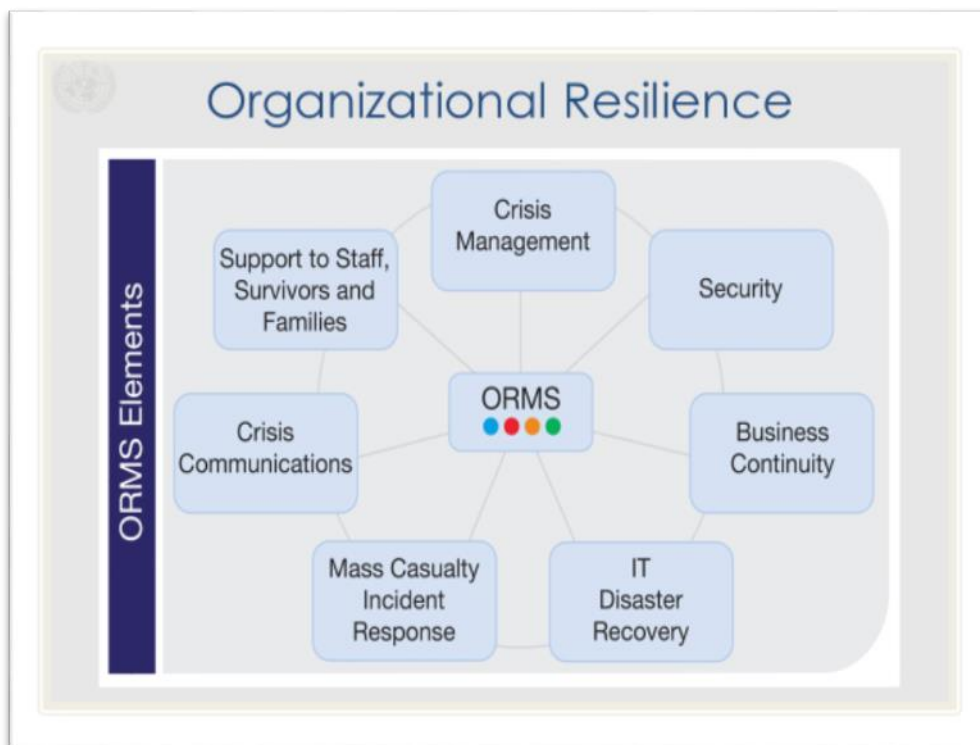 Organizational Resilience
ORMS Elements
Crisis
Management
Security
Business
Continuity
IT
Disaster
Recovery
Mass Casualty
Incident
Response
Crisis
Communications
Support to Staff,
Survivors and
Families
ORMS